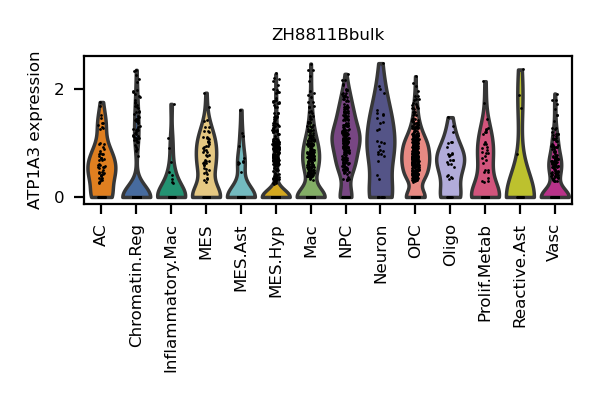 ZH8811Bbulk
ATP1A3 expression
2
0
AC
Chromatin.Reg
Inflammatory.Mac
MES
MES.Ast
MES.Hyp
Mac
NPC
Neuron
OPC
Oligo
Prolif.Metab
Reactive.Ast
Vasc